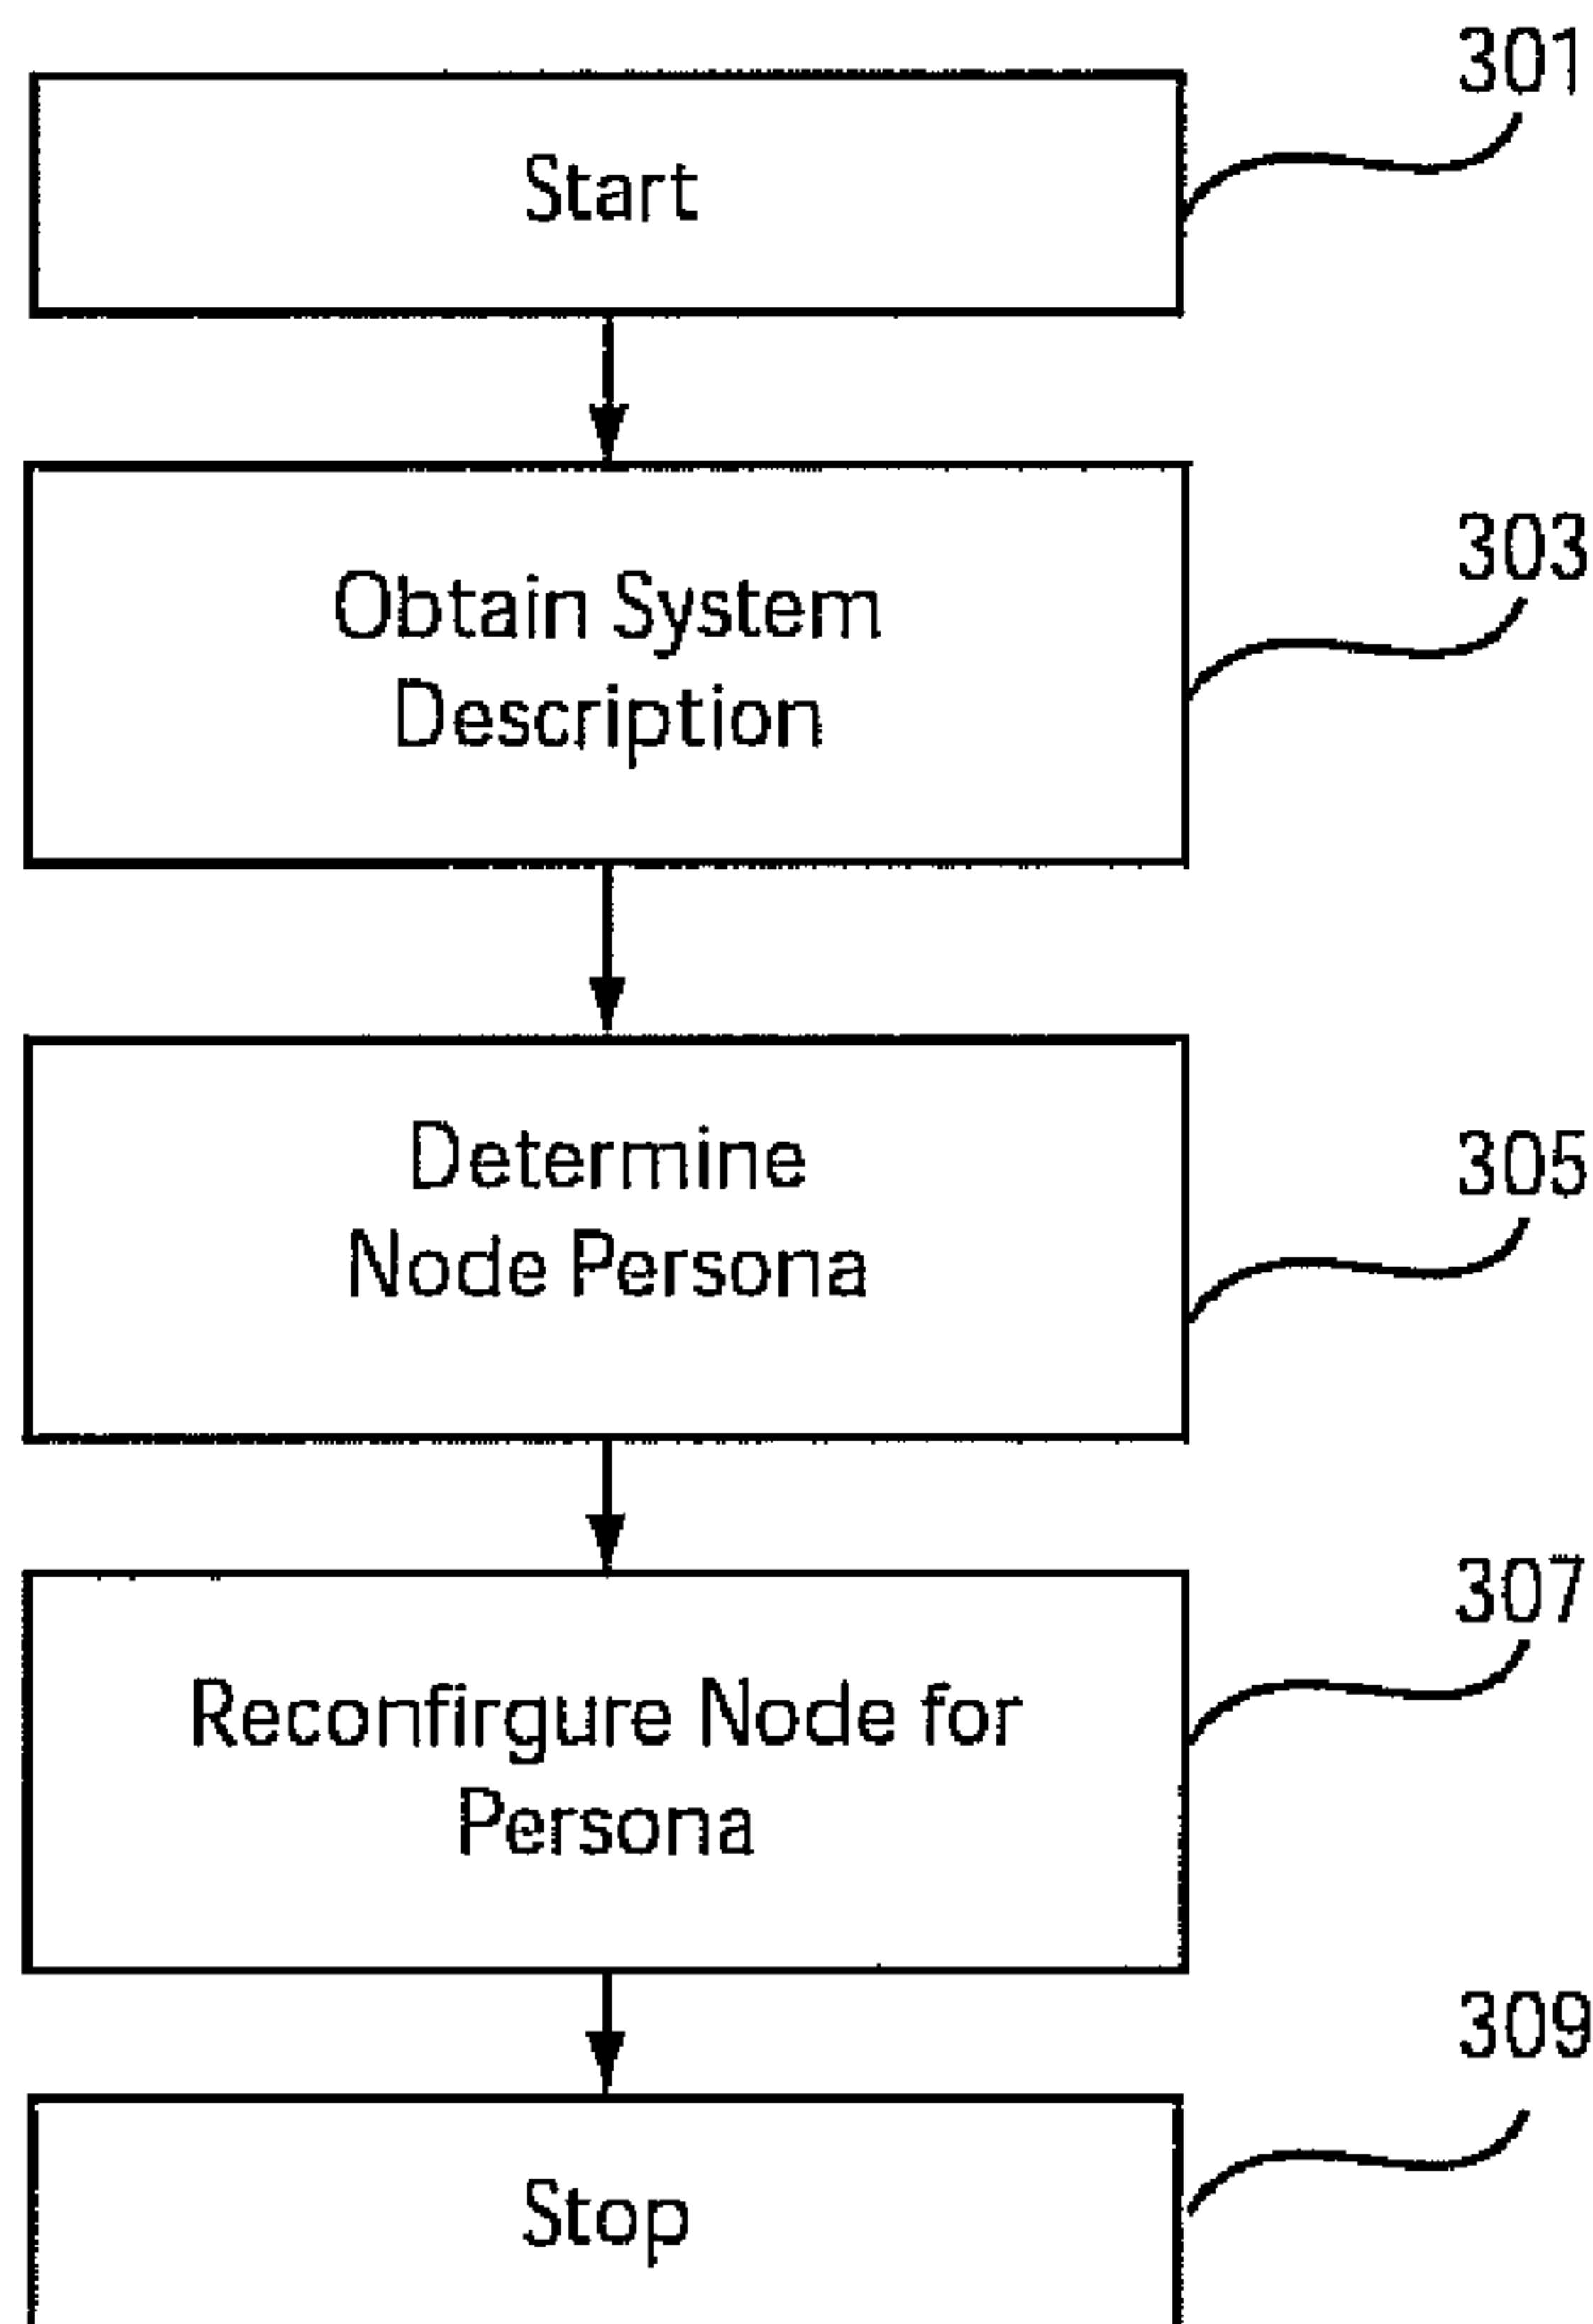 301
Start
303
Obtain System
Description
305
Determine
Node Persona
307
Reconfirgure Node for
Persona
309
Stop